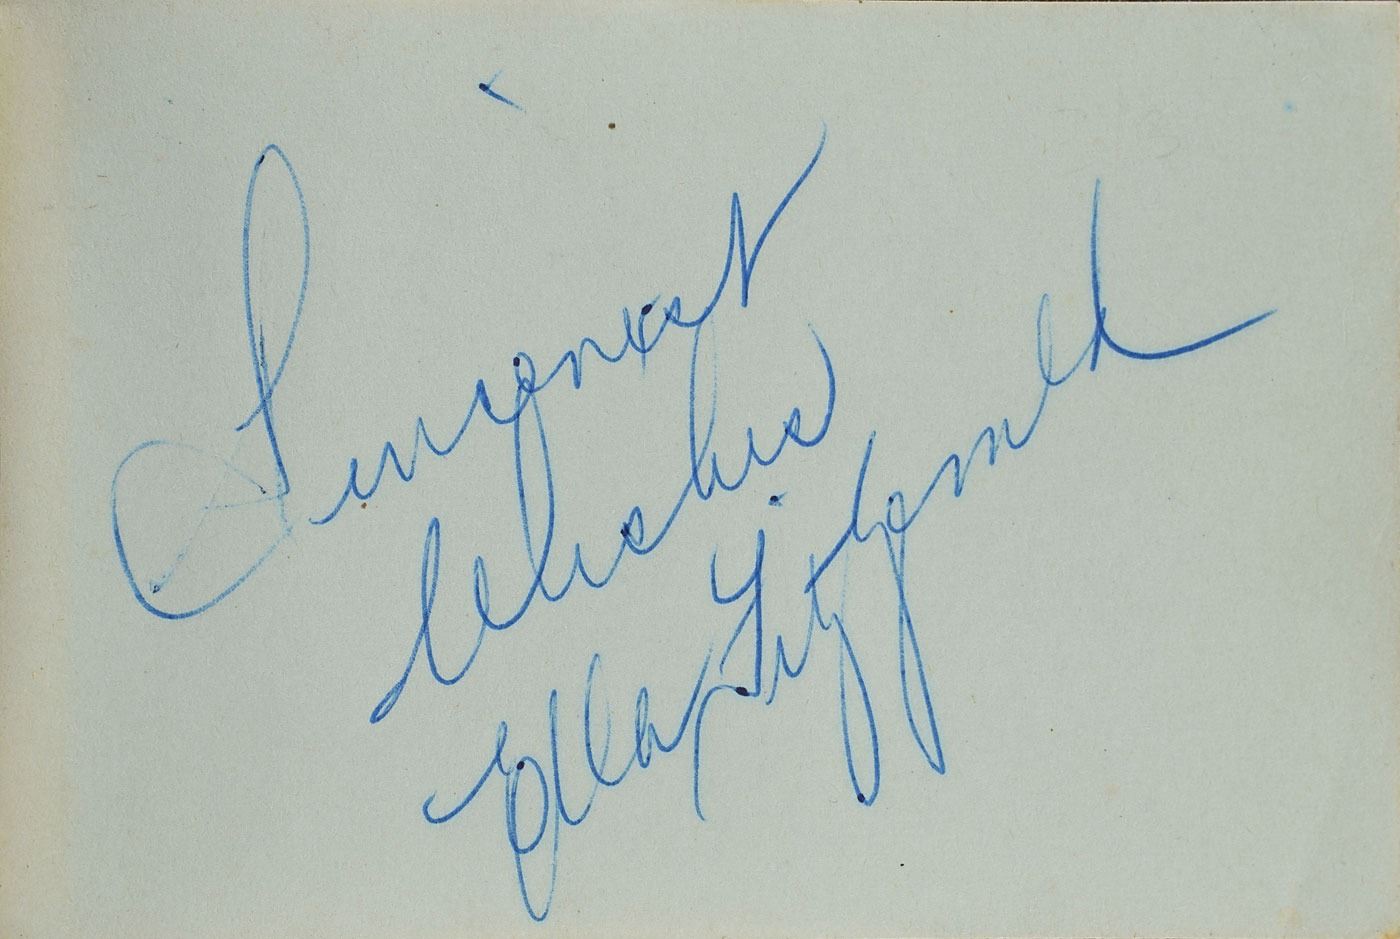 Sincerest
Wishes
Ella Fitzgerald